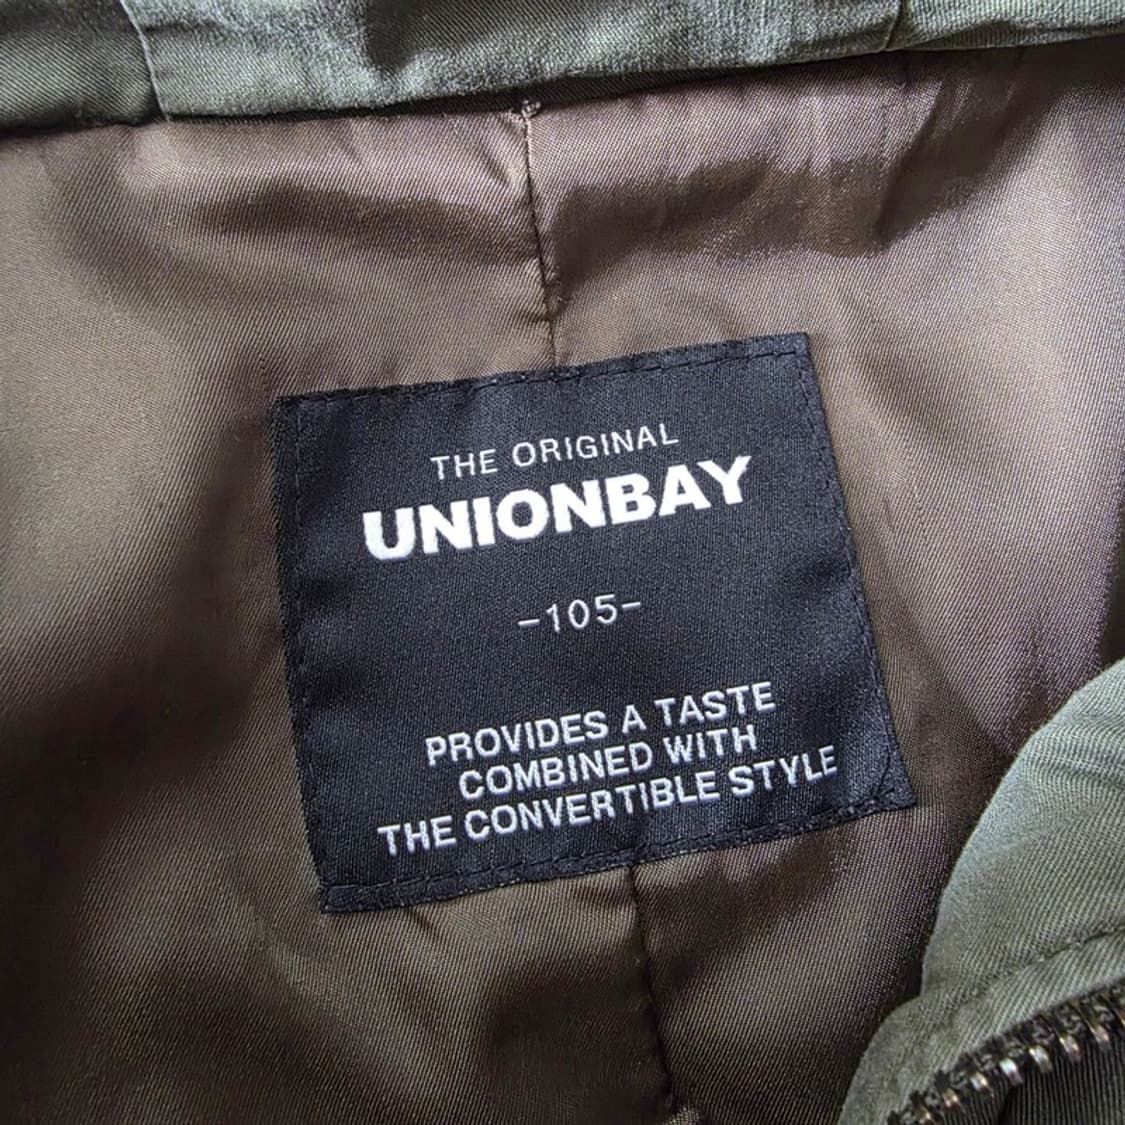 THE ORIGINAL
UNIONBAY
-105-
PROVIDES A TASTE
COMBINED WITH
THE CONVERTIBLE STYLE